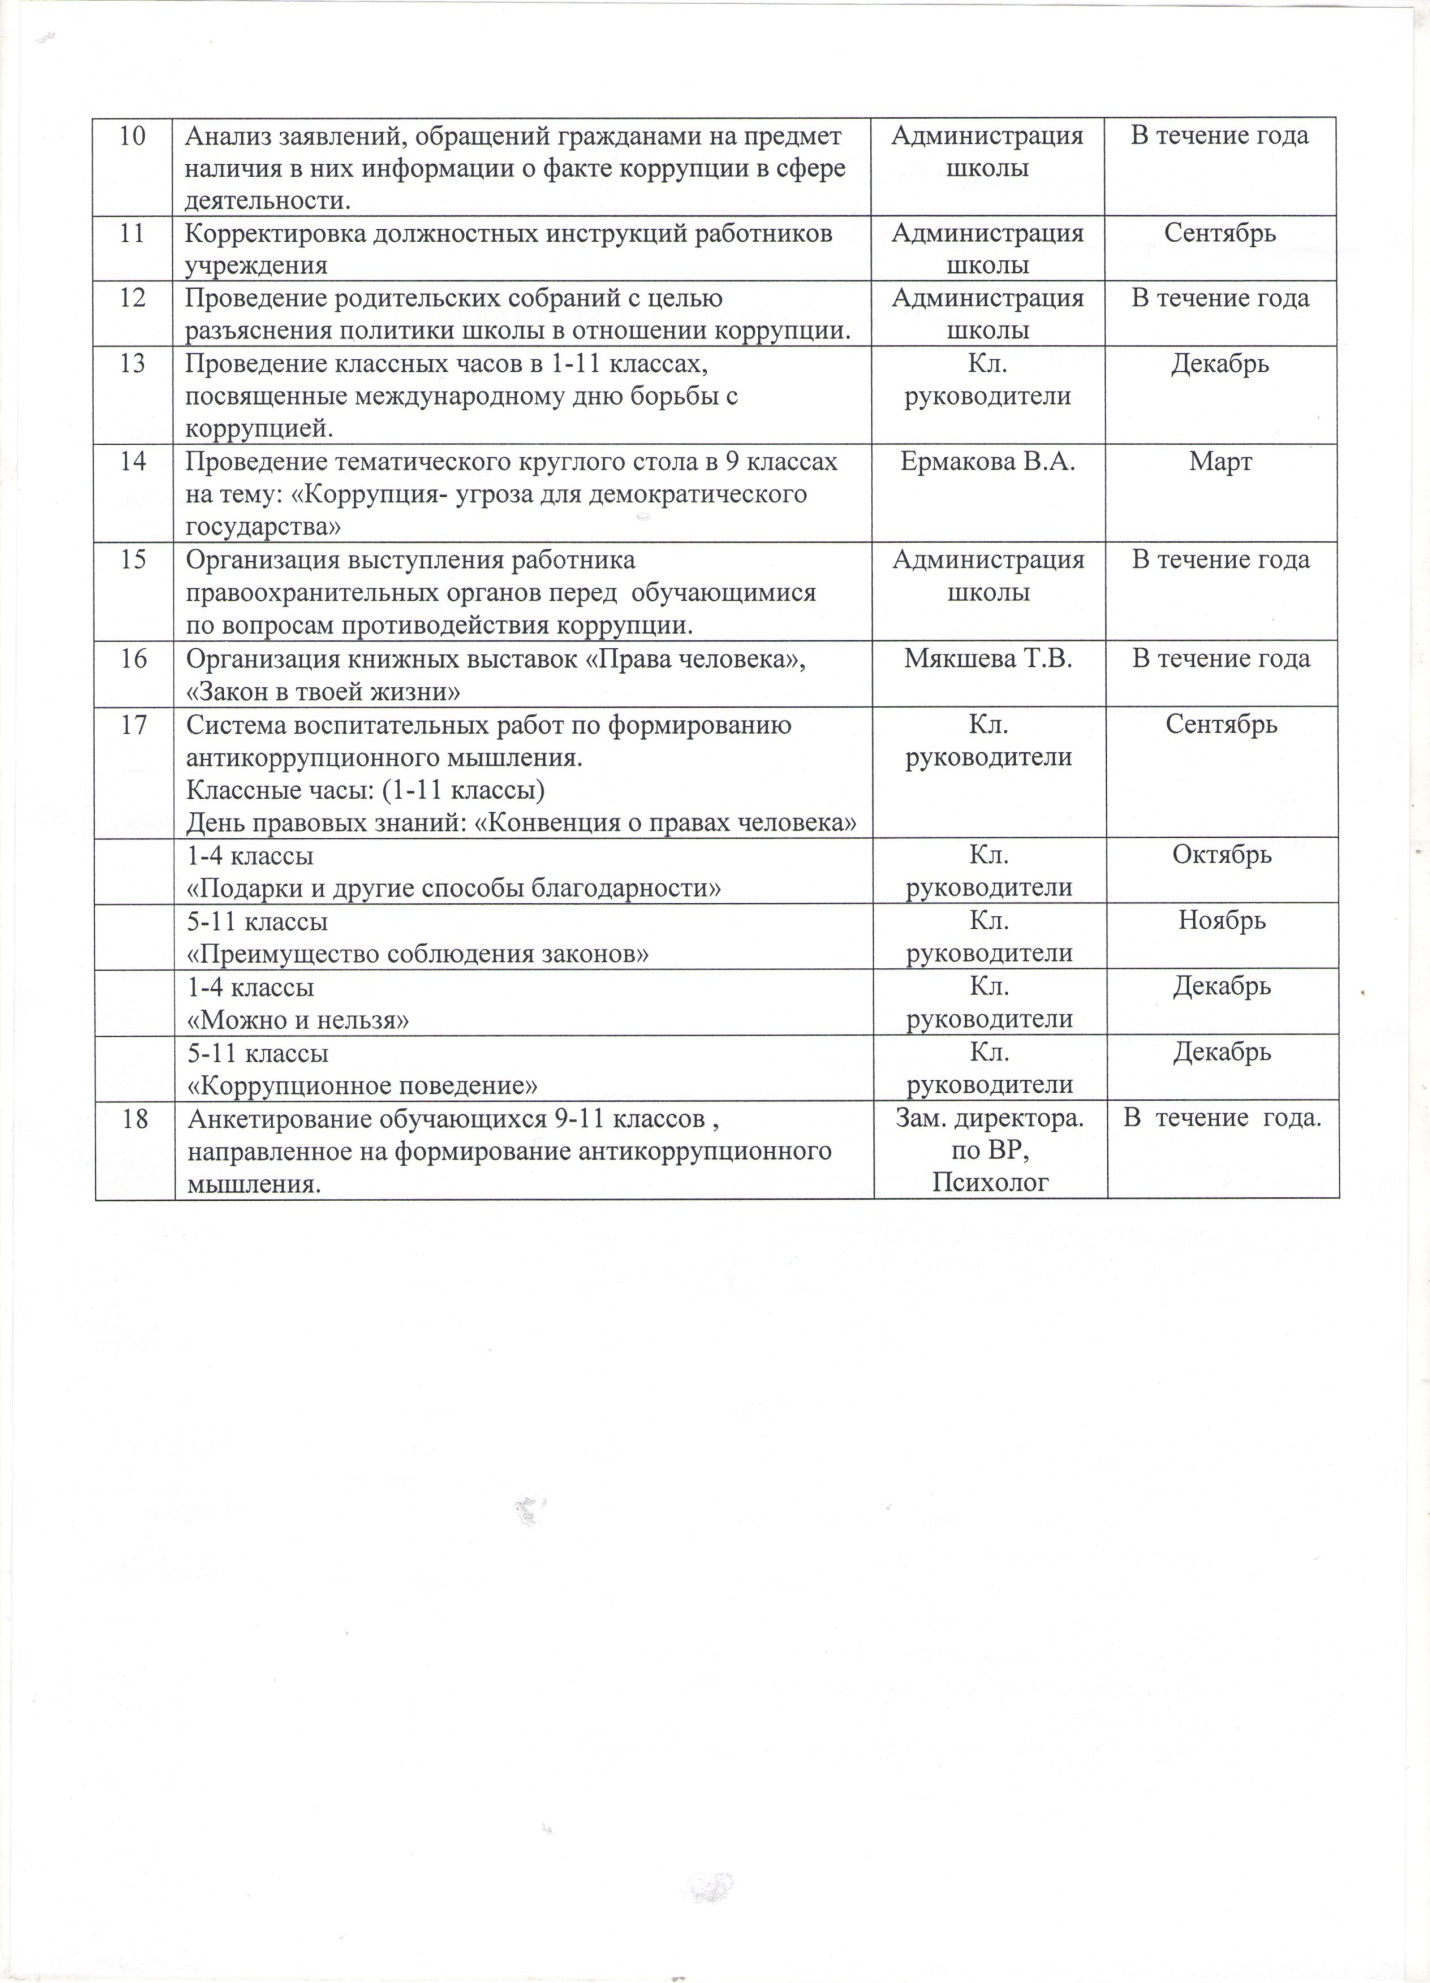 10 Анализ заявлений, обращений гражданами на предмет Администрация В течение года
наличия в них информации о факте коррупции в сфере школы
деятельности.
11 Корректировка должностных инструкций работников Администрация Сентябрь
учреждения школы
12 Проведение родительских собраний с целью Администрация В течение года
разъяснения политики школы в отношении коррупции. школы
13 Проведение классных часов в 1-11 классах, Кл. Декабрь
посвященные международному дню борьбы с руководители
коррупцией.
14 Проведение тематического круглого стола в 9 классах Ермакова В.А. Март
на тему: «Коррупция- угроза для демократического
государства»
15 Организация выступления работника Администрация В течение года
правоохранительных органов перед  обучающимися школы
по вопросам противодействия коррупции.
16 Организация книжных выставок «Права человека», Мякшева Т.В. В течение года
«Закон в твоей жизни»
17 Система воспитательных работ по формированию Кл. Сентябрь
антикоррупционного мышления. руководители
Классные часы: (1-11 классы)
День правовых знаний: «Конвенция о правах человека»
1-4 классы Кл. Октябрь
«Подарки и другие способы благодарности» руководители
5-11 классы Кл. Ноябрь
«Преимущество соблюдения законов» руководители
1-4 классы Кл. Декабрь
«Можно и нельзя» руководители
5-11 классы Кл. Декабрь
«Коррупционное поведение» руководители
18 Анкетирование обучающихся 9-11 классов , Зам. директора. В  течение  года.
направленное на формирование антикоррупционного по ВР,
мышления. Психолог